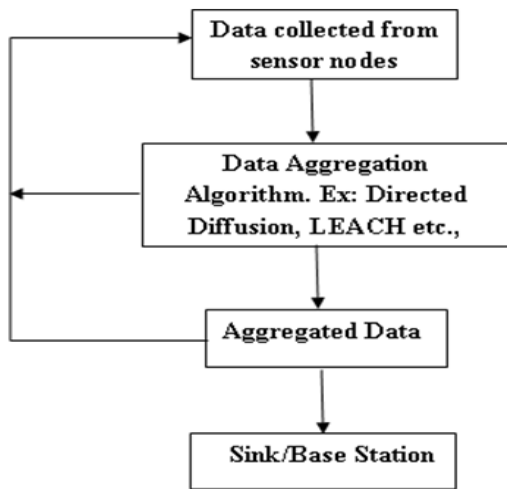 Data collected from
sensor nodes
Data Aggregation
Algorithm. Ex: Directed
Diffusion, LEACH etc.,
Aggregated Data
Sink/Base Station